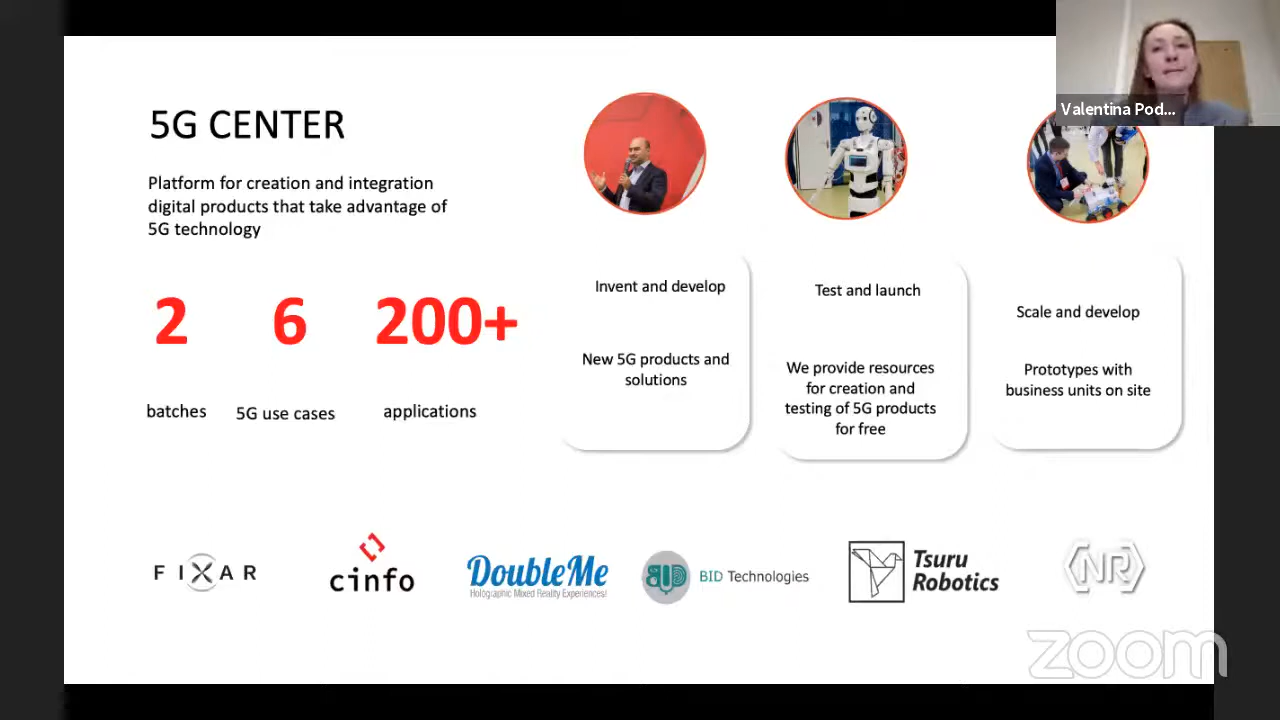 Valentina Pod...
5G CENTER
Platform for creation and integration
digital products that take advantage of
5G technology
2
batches
6
5G use cases
200+
applications
Invent and develop
New 5G products and
solutions
Test and launch
We provide resources
for creation and
testing of 5G products
for free
Scale and develop
Prototypes with
business units on site
FIXAR
cinfo
DoubleMe
Holographic Mixed Reality Experiences!
BID
BID Technologies
Tsuru
Robotics
NR
zoom